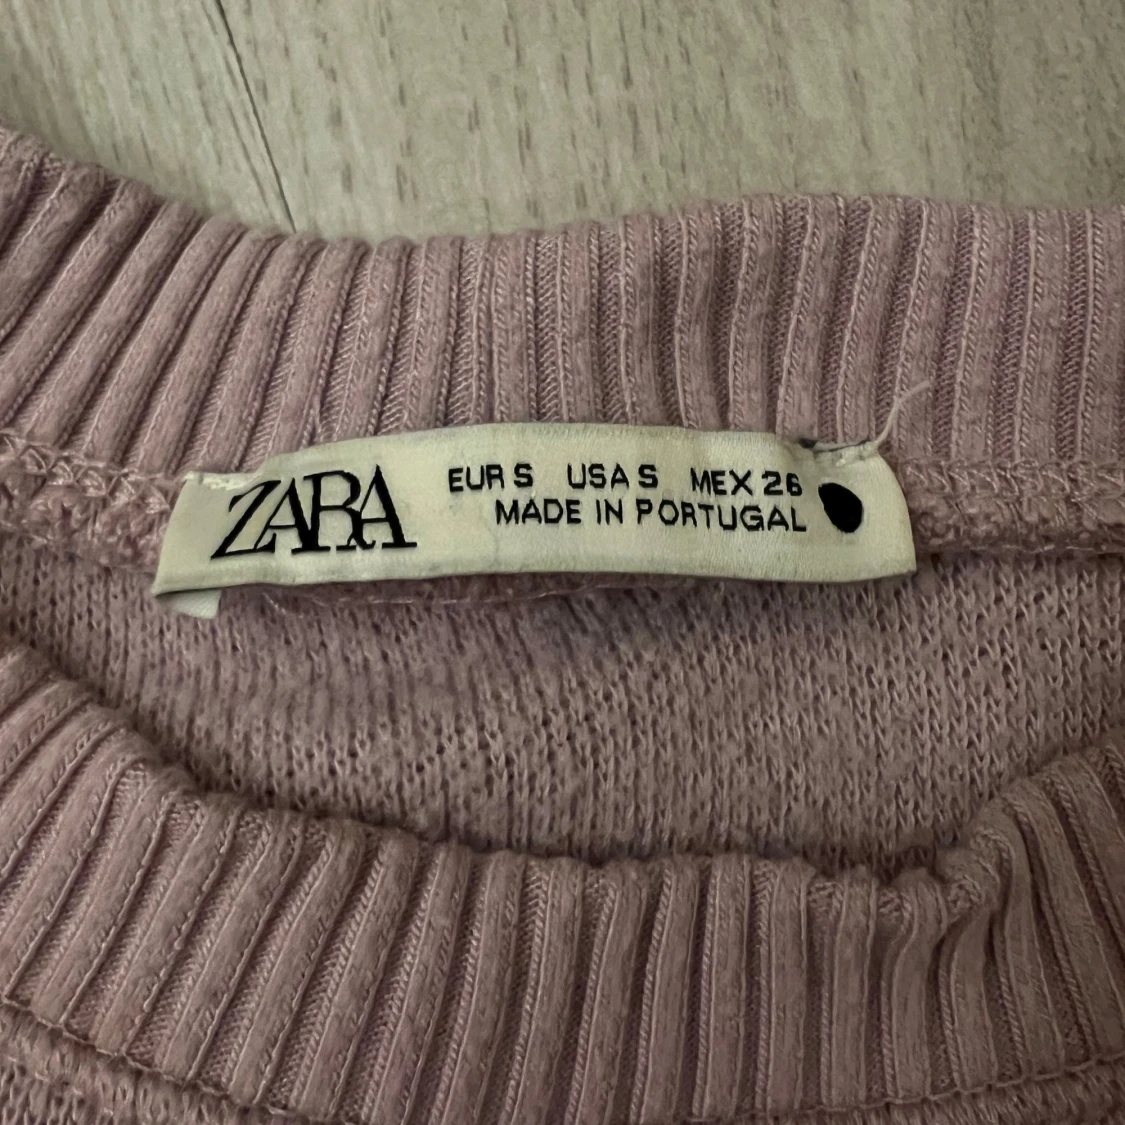 ZARA
EUR S USA S MEX 26
MADE IN PORTUGAL